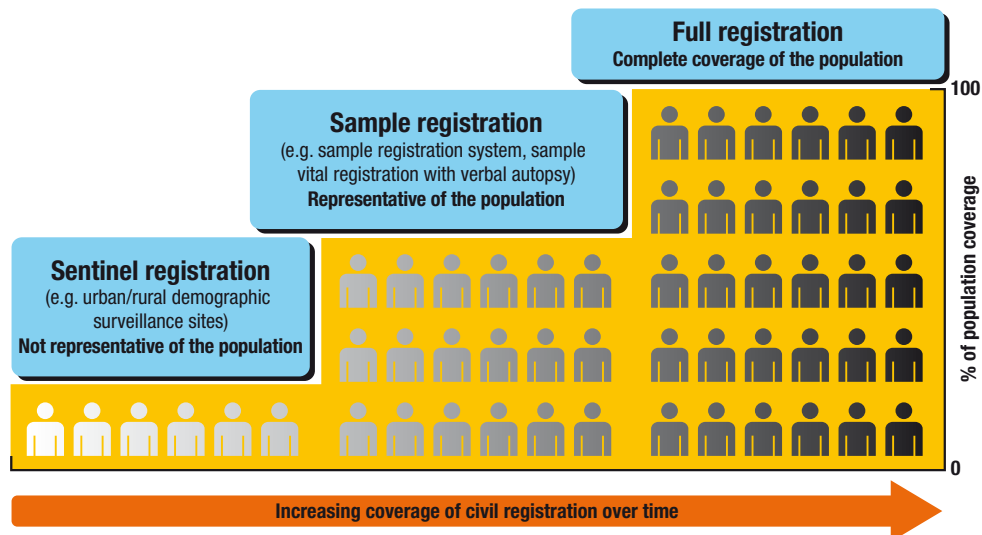 Full registration
Complete coverage of the population
100
Sample registration
(e.g. sample registration system, sample
vital registration with verbal autopsy)
Representative of the population
Sentinel registration
(e.g. urban/rural demographic
surveillance sites)
Not representative of the population
% of population coverage
0
Increasing coverage of civil registration over time